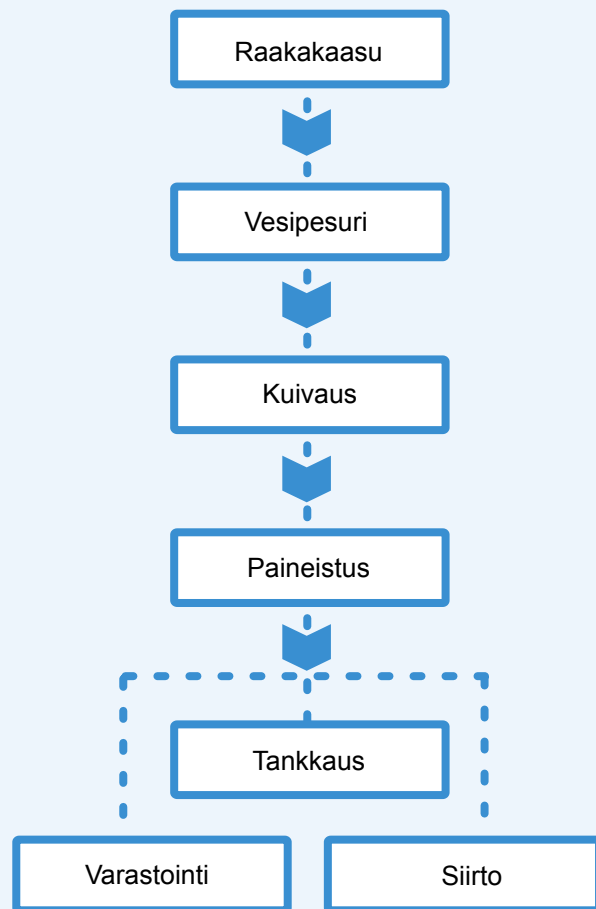 Raakakaasu
Vesipesuri
Kuivaus
Paineistus
Tankkaus
Varastointi
Siirto